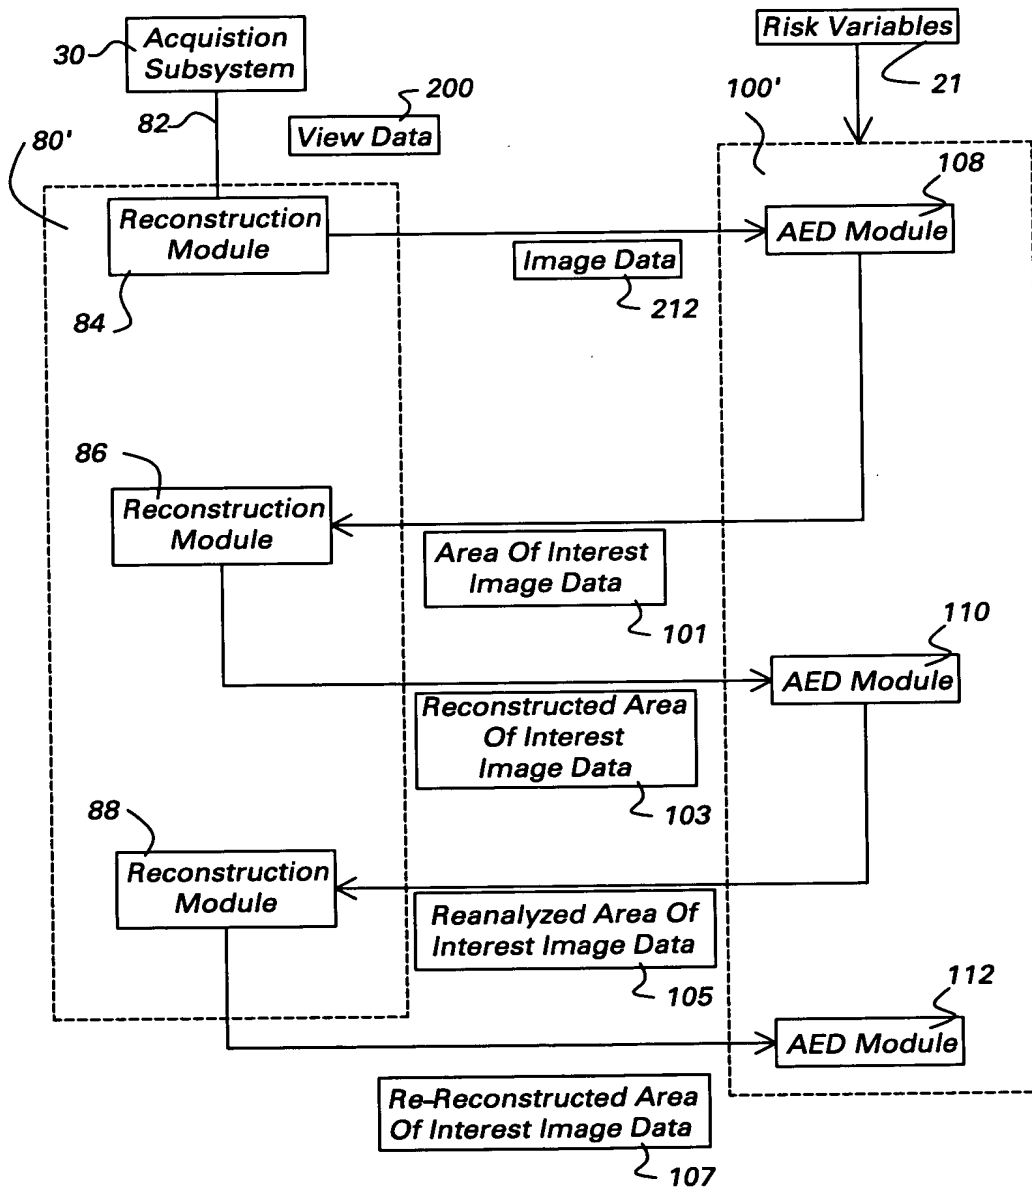 Acquistion
Subsystem
30
Risk Variables
21
82
200
View Data
100'
80'
108
Reconstruction
Module
AED Module
Image Data
84
212
86
Reconstruction
Module
Area Of Interest
Image Data
101
110
AED Module
Reconstructed Area
Of Interest
Image Data
103
88
Reconstruction
Module
Reanalyzed Area Of
Interest Image Data
105
112
AED Module
Re-Reconstructed Area
Of Interest Image Data
107